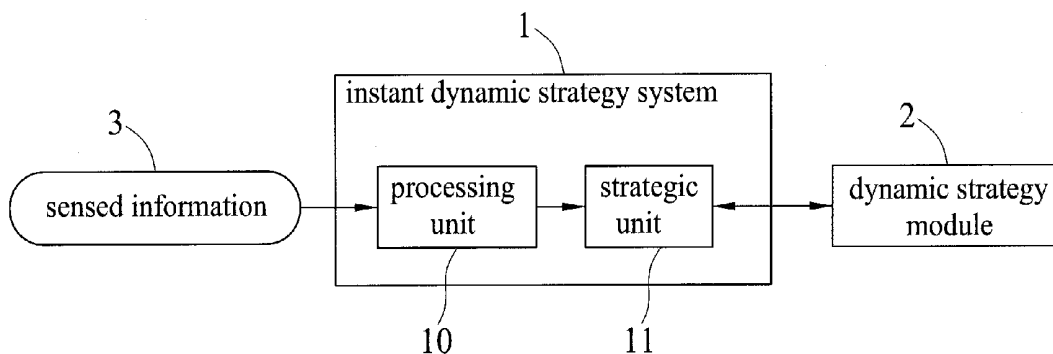 1
instant dynamic strategy system
3
2
sensed information
processing
unit
strategic
unit
dynamic strategy
module
10
11